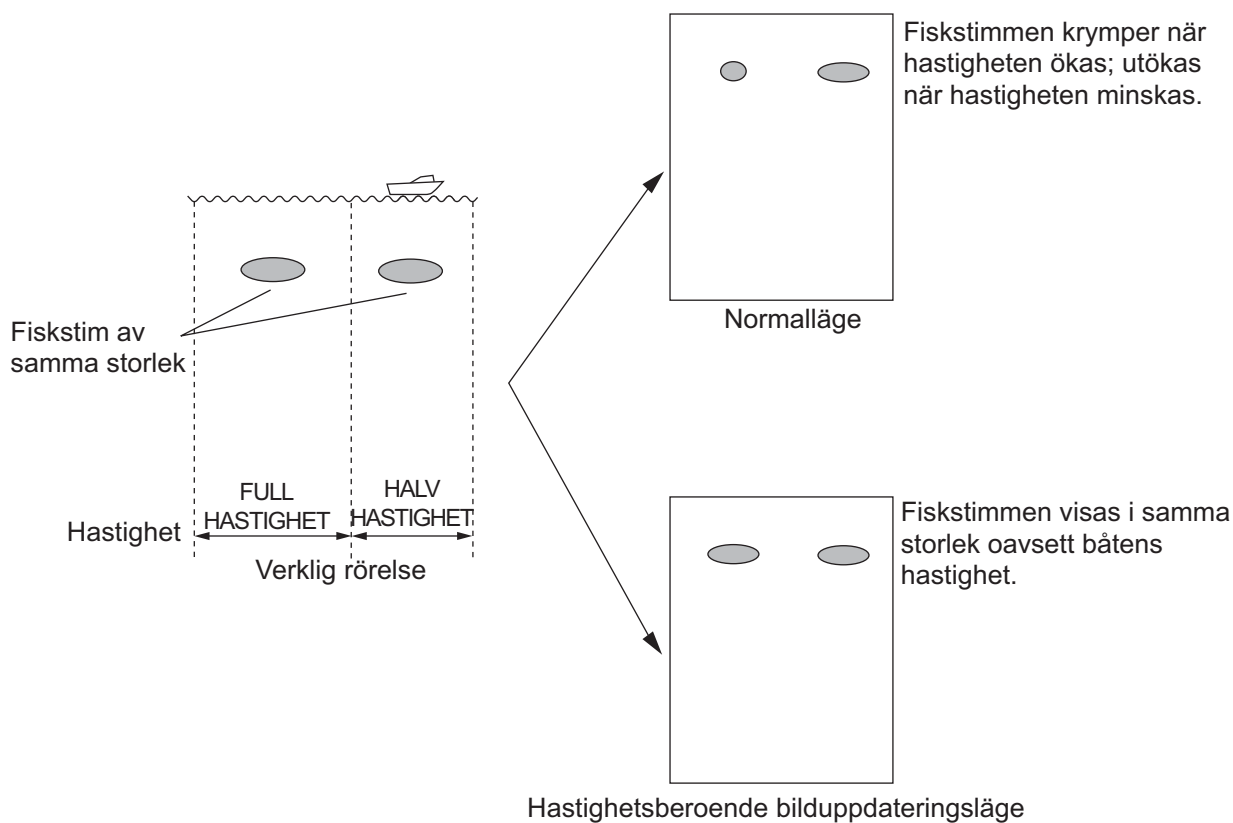 Fiskstimmen krymper när
hastigheten ökas; utökas
när hastigheten minskas.
Normalläge
Fiskstim av
samma storlek
FULL
HASTIGHET
HALV
HASTIGHET
Hastighet
Verklig rörelse
Fiskstimmen visas i samma
storlek oavsett båtens
hastighet.
Hastighetsberoende bilduppdateringsläge